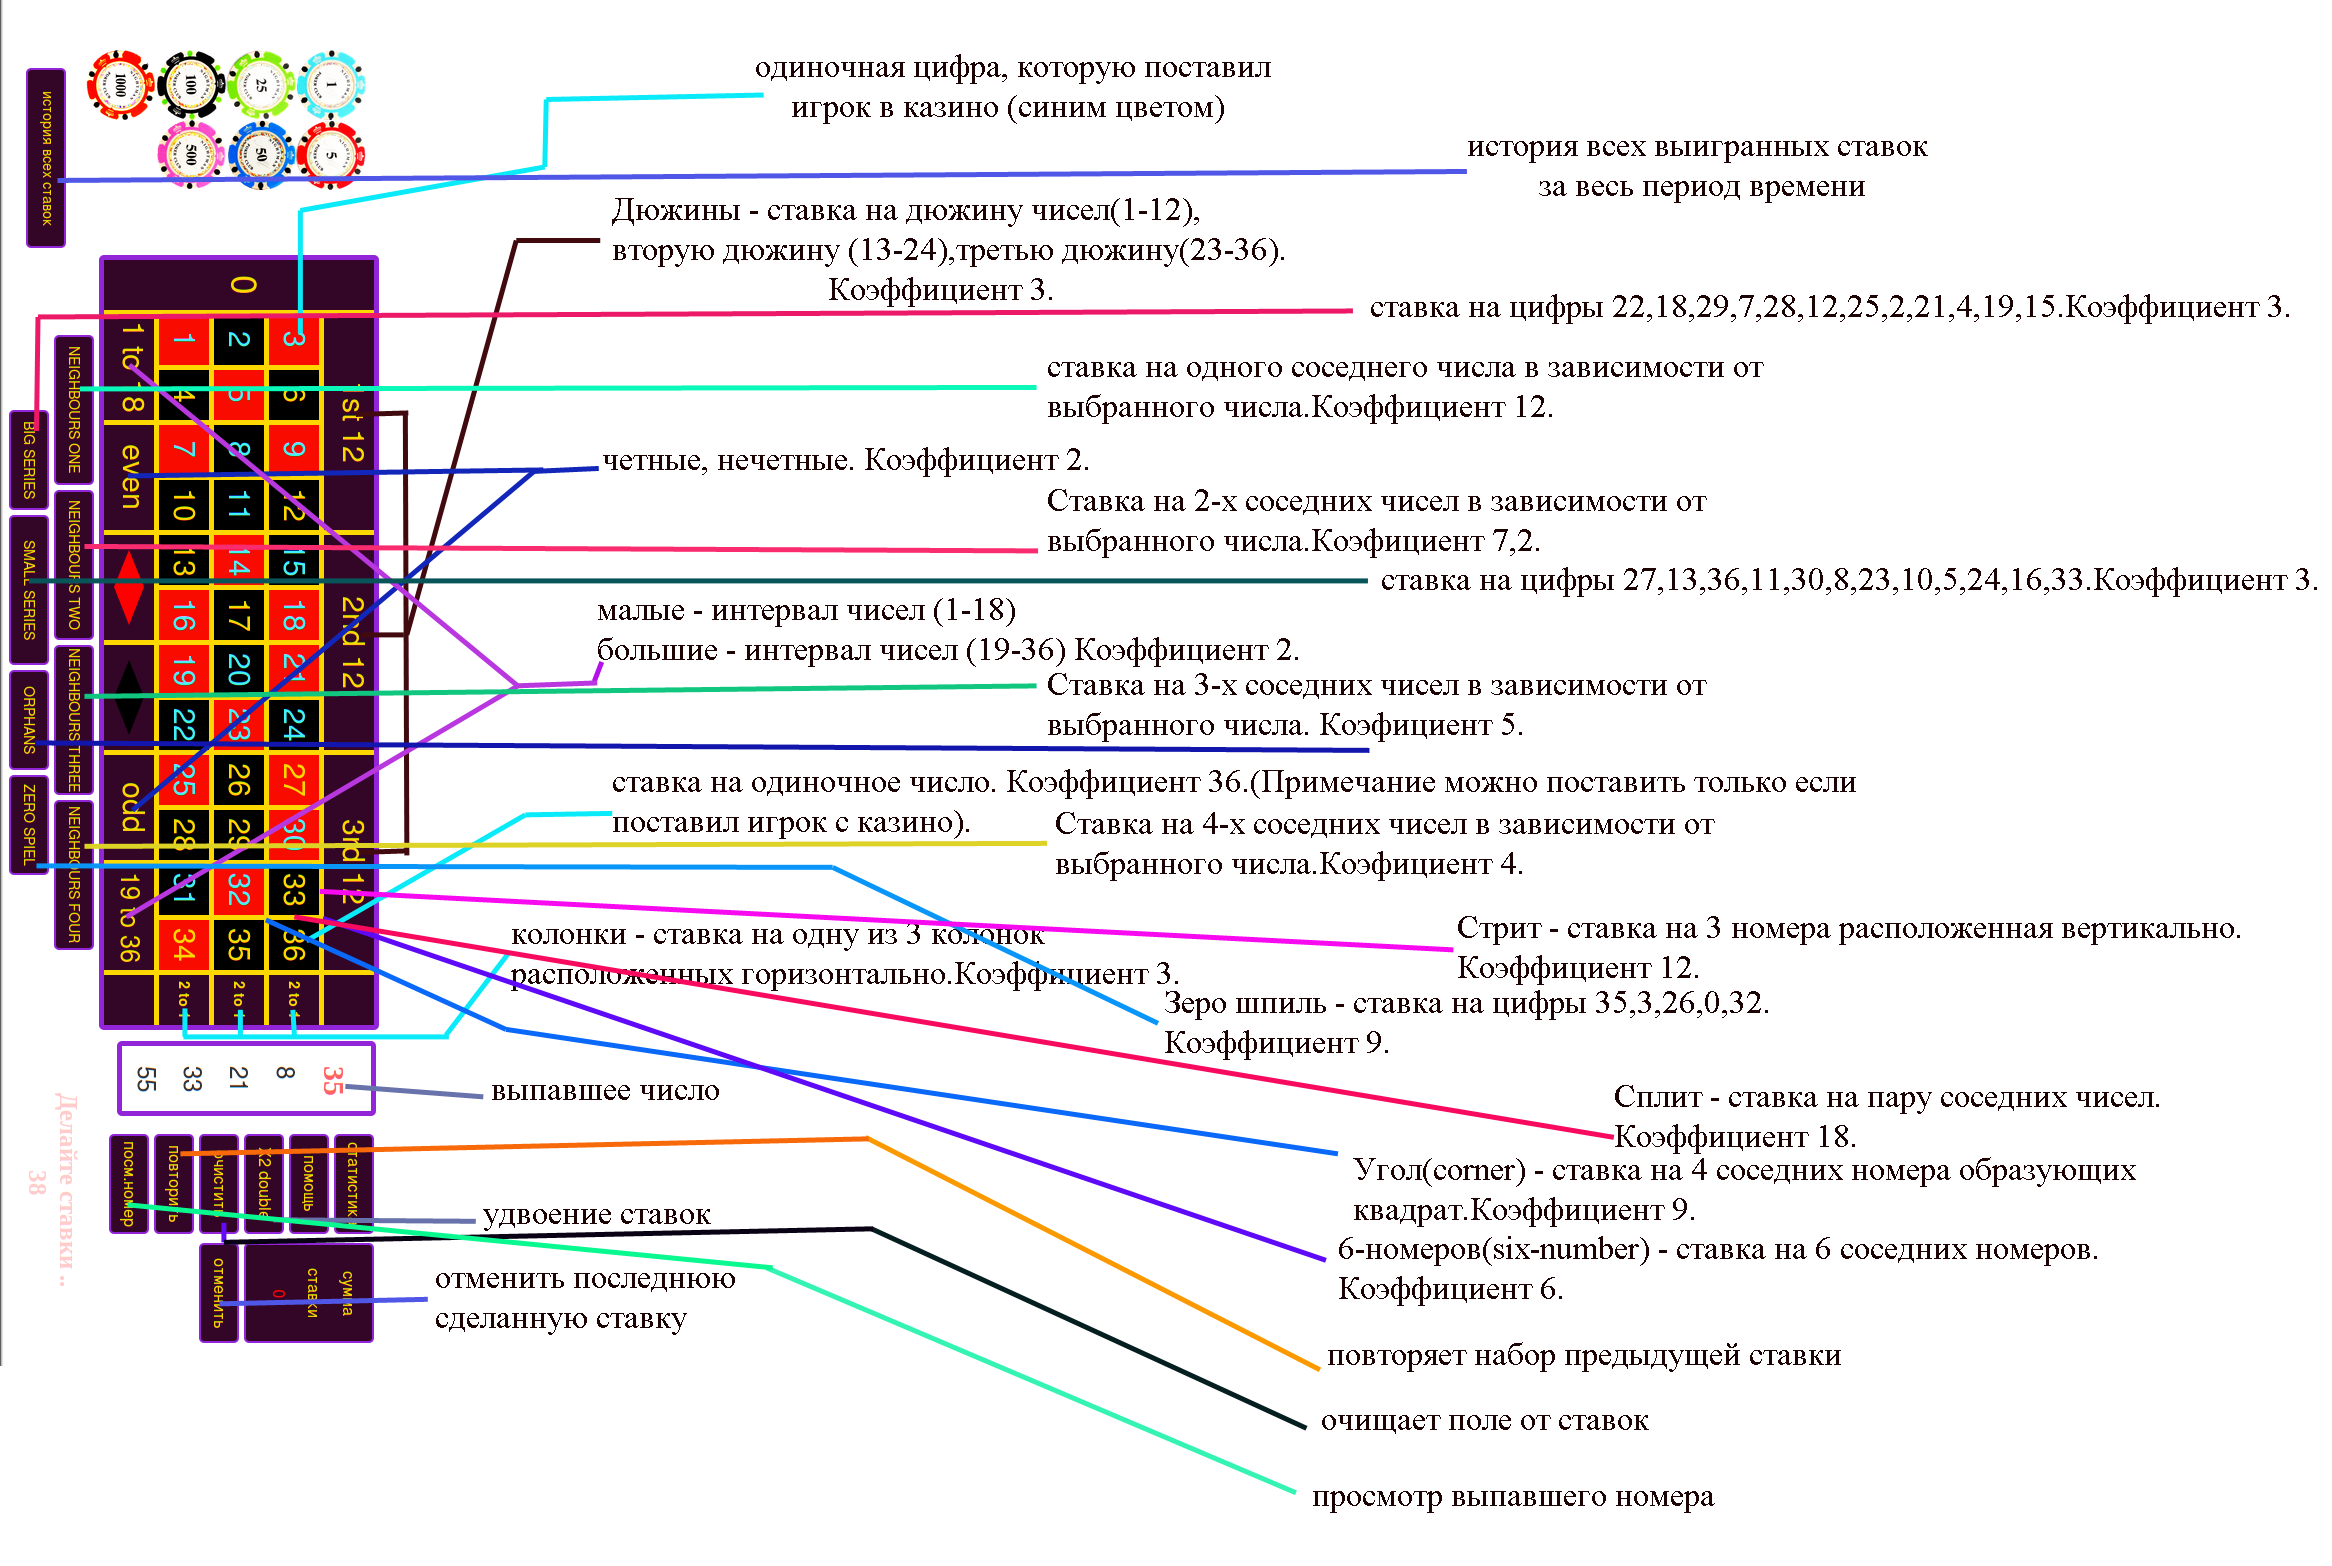 одиночная цифра, которую поставил
игрок в казино (синим цветом)
история всех выигранных ставок
за весь период времени
Дюжины - ставка на дюжину чисел(1-12),
вторую дюжину (13-24),третью дюжину(23-36).
Коэффициент 3.
ставка на цифры 22,18,29,7,28,12,25,2,21,4,19,15.Коэффициент 3.
ставка на одного соседнего числа в зависимости от
выбранного числа.Коэффициент 12.
четные, нечетные. Коэффициент 2.
Ставка на 2-х соседних чисел в зависимости от
выбранного числа.Коэфициент 7,2.
ставка на цифры 27,13,36,11,30,8,23,10,5,24,16,33.Коэффициент 3.
малые - интервал чисел (1-18)
большие - интервал чисел (19-36) Коэффициент 2.
Ставка на 3-х соседних чисел в зависимости от
выбранного числа. Коэфициент 5.
ставка на одиночное число. Коэффициент 36.(Примечание можно поставить только если
поставил игрок с казино).
Ставка на 4-х соседних чисел в зависимости от
выбранного числа.Коэфициент 4.
колонки - ставка на одну из 3 колонок
расположенных горизонтально.Коэффициент 3.
Стрит - ставка на 3 номера расположенная вертикально.
Коэффициент 12.
Зеро шпиль - ставка на цифры 35,3,26,0,32.
Коэффициент 9.
выпавшее число
Сплит - ставка на пару соседних чисел.
Коэффициент 18.
Угол(corner) - ставка на 4 соседних номера образующих
квадрат.Коэффициент 9.
удвоение ставок
6-номеров(six-number) - ставка на 6 соседних номеров.
Коэффициент 6.
отменить последнюю
сделанную ставку
повторяет набор предыдущей ставки
очищает поле от ставок
просмотр выпавшего номера
1 25 100 1000
5 50 500
история всех ставок
0
3 6 9 12 15 18 21 24 27 30 33 36 2 to 1
2 5 8 11 14 17 20 23 26 29 32 35 2 to 1
1 4 7 10 13 16 19 22 25 28 31 34 2 to 1
1st 12 2nd 12 3rd 12
1 to 18 even odd 19 to 36
NEIGHBOURS ONE NEIGHBOURS TWO NEIGHBOURS THREE NEIGHBOURS FOUR
BIG SERIES SMALL SERIES ORPHANS ZERO SPIEL
35
8
21
33
55
статистика
помощь
X2 double
очистить
повторить
посм.номер
сумма
ставки
0
отменить
Делайте ставки ..
38